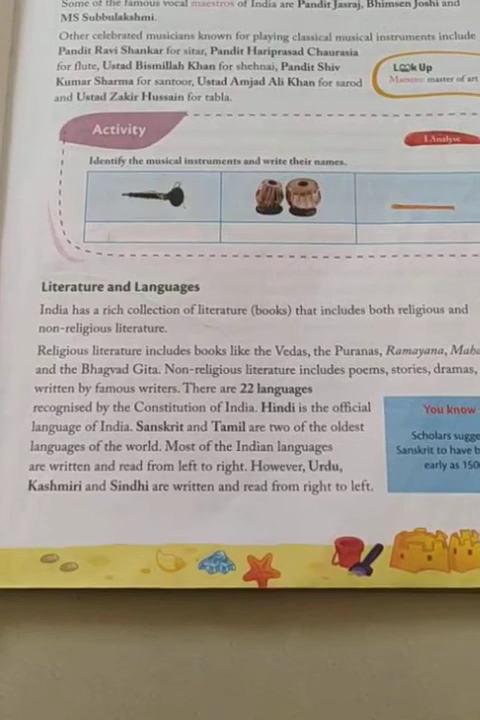 Some of the famous vocal maestros of India are Pandit Jasraj, Bhimsen Joshi and
MS Subbulakshmi.
Other celebrated musicians known for playing classical musical instruments include
Pandit Ravi Shankar for sitar, Pandit Hariprasad Chaurasia
for flute, Ustad Bismillah Khan for shehnai, Pandit Shiv
Kumar Sharma for santoor, Ustad Amjad Ali Khan for sarod
and Ustad Zakir Hussain for tabla.
Look Up
Maestro: master of art
Activity
I Analyse
Identify the musical instruments and write their names.
Literature and Languages
India has a rich collection of literature (books) that includes both religious and
non-religious literature.
Religious literature includes books like the Vedas, the Puranas, Ramayana, Maha
and the Bhagvad Gita. Non-religious literature includes poems, stories, dramas,
written by famous writers. There are 22 languages
recognised by the Constitution of India. Hindi is the official
language of India. Sanskrit and Tamil are two of the oldest
languages of the world. Most of the Indian languages
are written and read from left to right. However, Urdu,
Kashmiri and Sindhi are written and read from right to left.
You know
Scholars sugge
Sanskrit to have b
early as 150